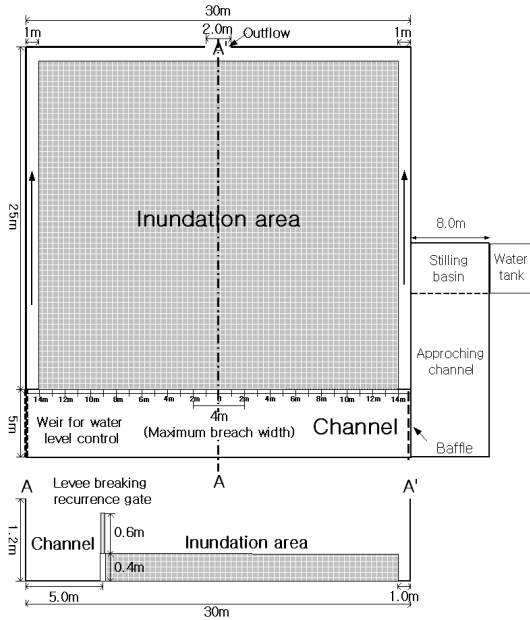 30m
1m
2.0m
1m
Outflow
A'
25m
Inundation area
8.0m
Stilling
basin
Water
tank
Approching
channel
14m 12m 10m 8m 6m 4m 2m 0 2m 4m 6m 8m 10m 12m 14m
4m
(Maximum breach width)
Weir for water
level control
Channel
5m
Baffle
A
A
A'
Levee breaking
recurrence gate
1.2m
Channel
0.6m
Inundation area
0.4m
5.0m
1.0m
30m